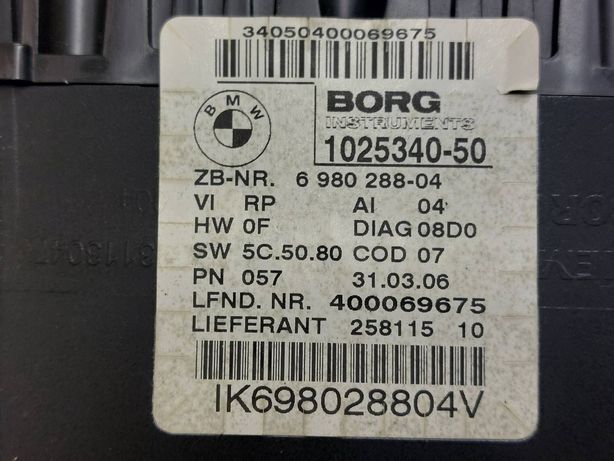 34050400069675
BMW
BORG
INSTRUMENTS
1025340-50
ZB-NR. 6 980 288-04
VI RP AI 04
HW 0F DIAG 08D0
SW 5C.50.80 COD 07
PN 057 31.03.06
LFND. NR. 400069675
LIEFERANT 258115 10
IK698028804V